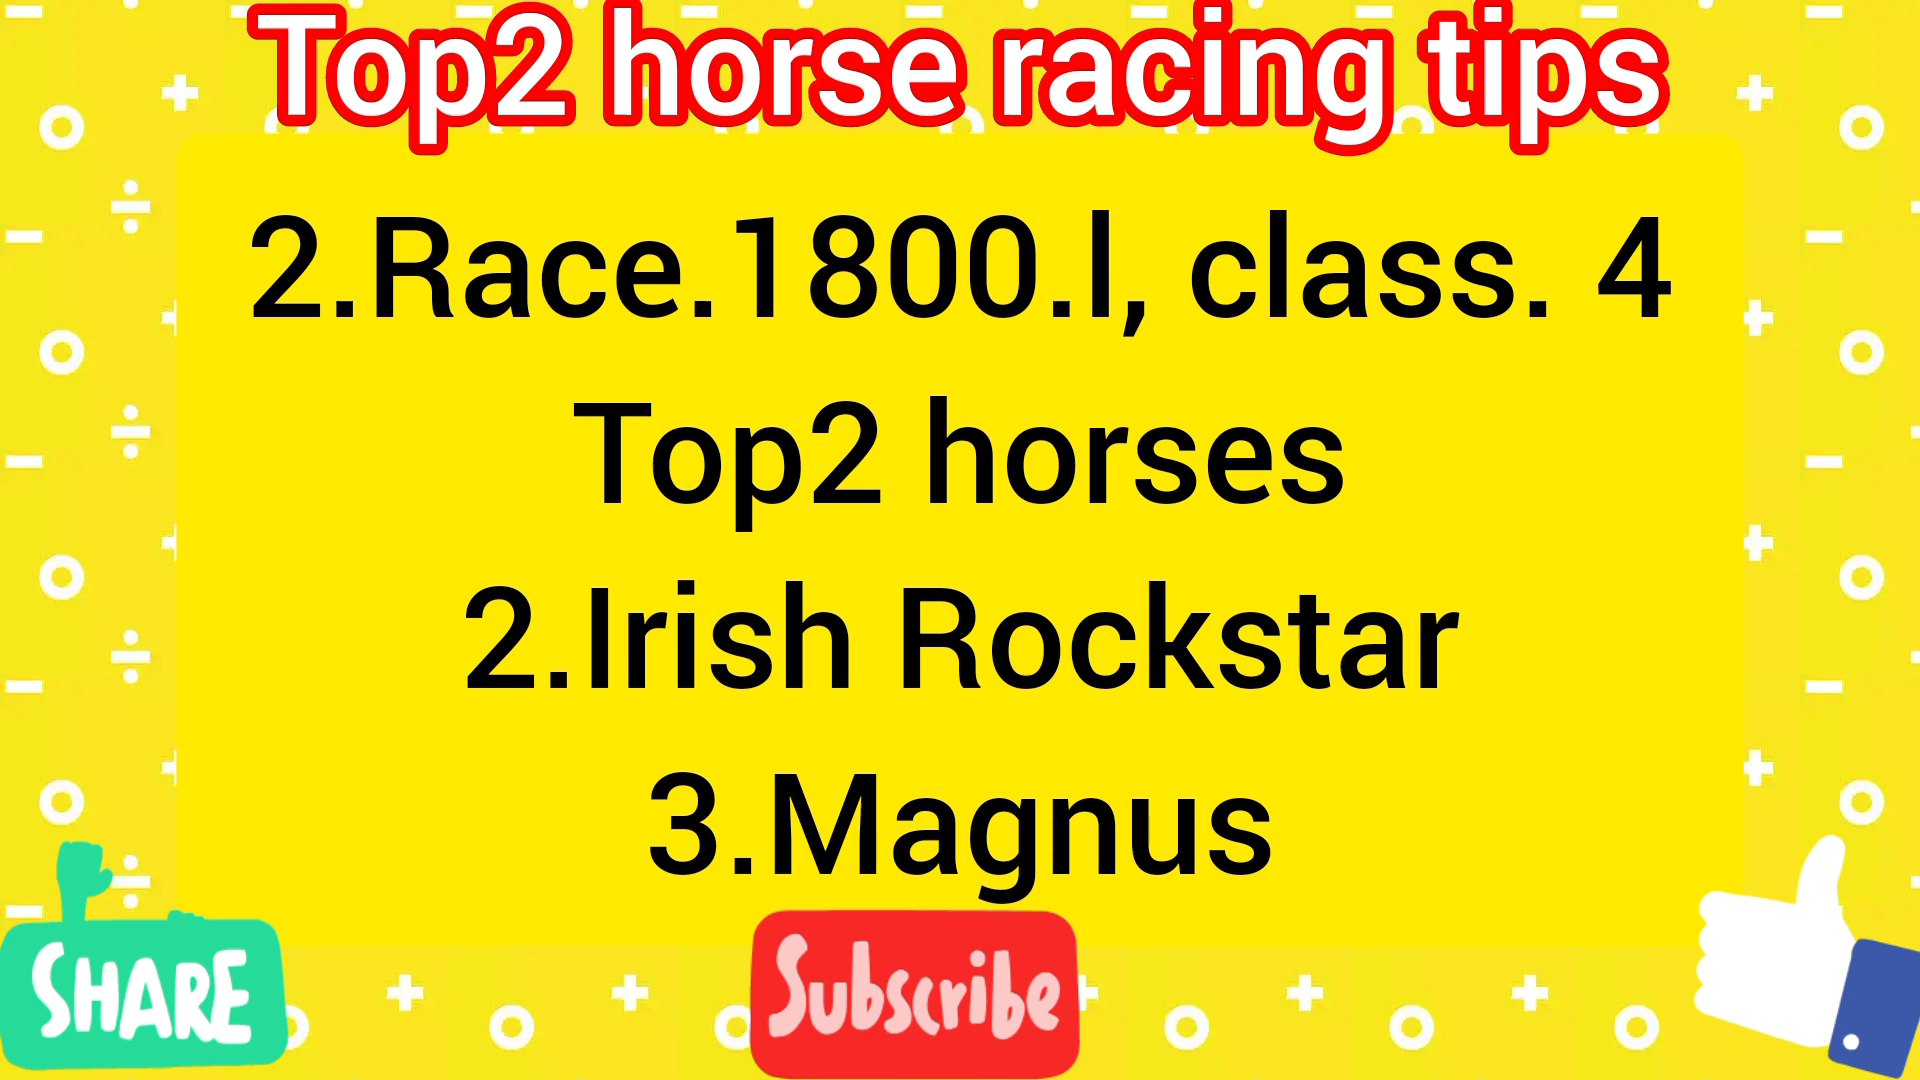 Top2 horse racing tips
2.Race.1800.l, class. 4
Top2 horses
2.Irish Rockstar
3.Magnus
SHARE
Subscribe